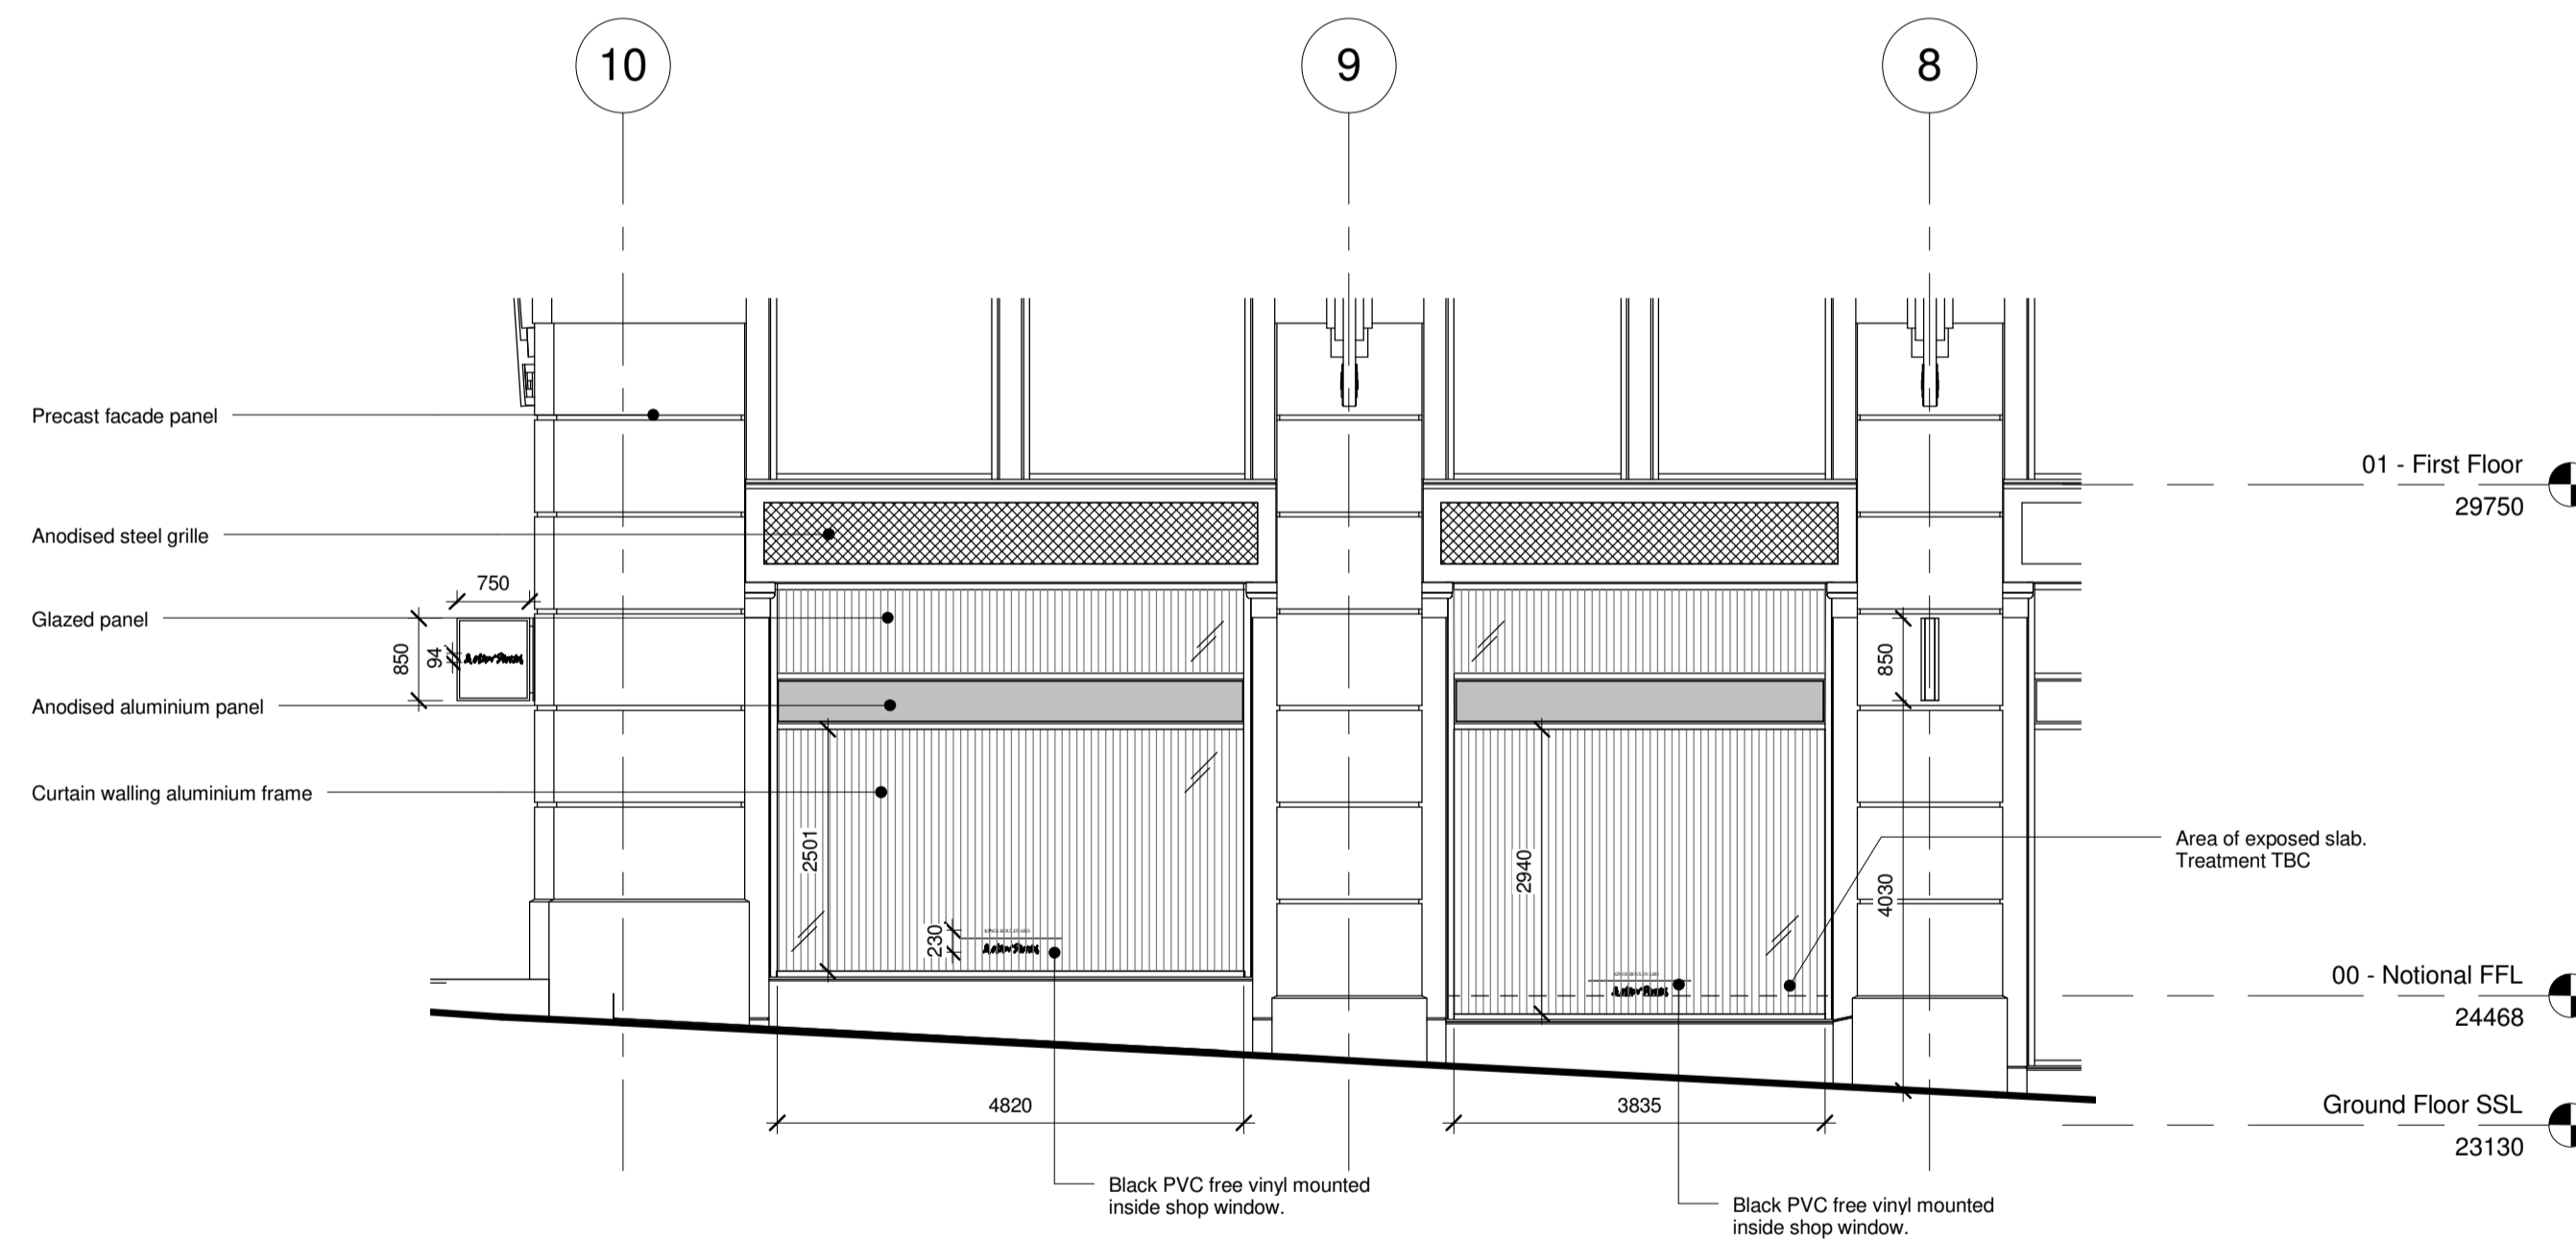 10
9
8
Precast facade panel
01 - First Floor
29750
Anodised steel grille
750
Glazed panel
850
94
850
Anodised aluminium panel
Curtain walling aluminium frame
2501
2940
Area of exposed slab.
Treatment TBC
4030
230
00 - Notional FFL
24468
4820
3835
Ground Floor SSL
23130
Black PVC free vinyl mounted
inside shop window.
Black PVC free vinyl mounted
inside shop window.